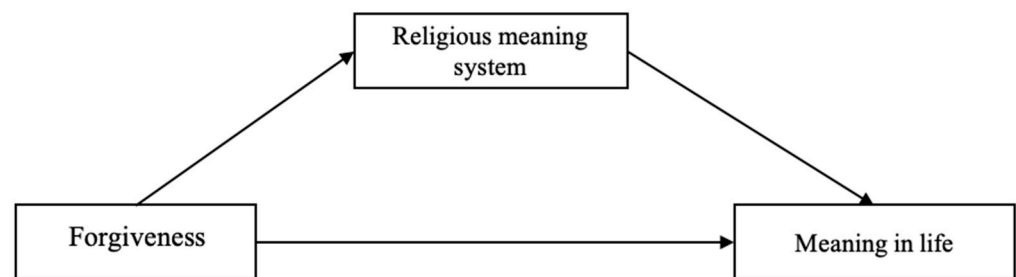 Religious meaning
system
Forgiveness
Meaning in life